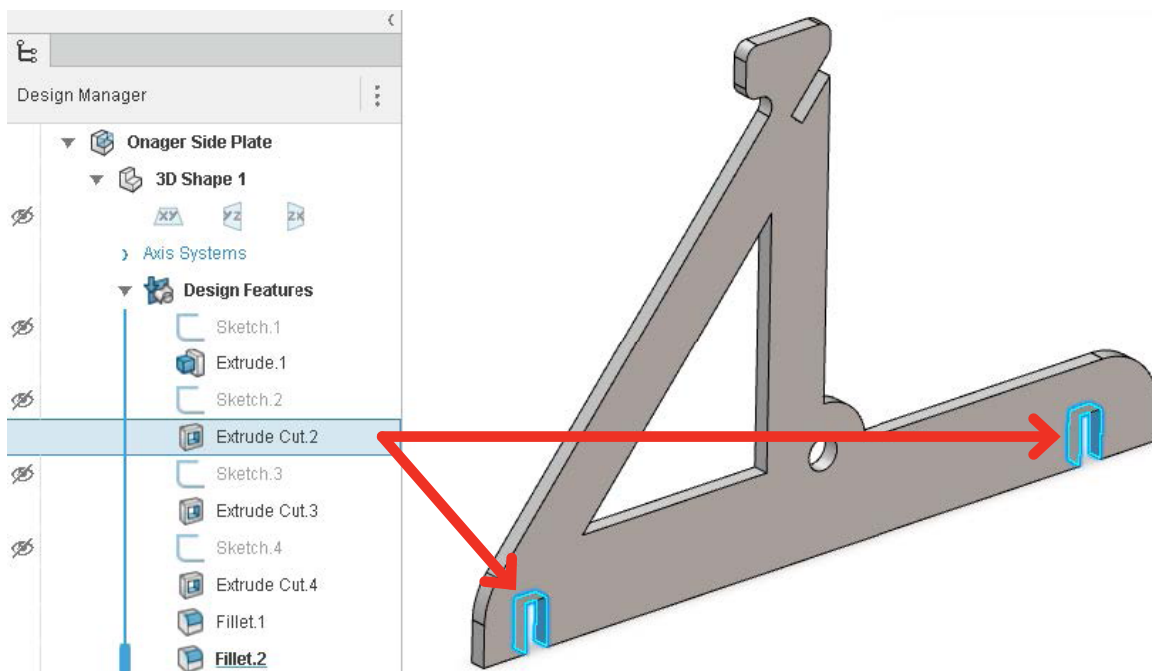 Design Manager
Onager Side Plate
3D Shape 1
XY YZ ZX
Axis Systems
Design Features
Sketch.1
Extrude.1
Sketch.2
Extrude Cut.2
Sketch.3
Extrude Cut.3
Sketch.4
Extrude Cut.4
Fillet.1
Fillet.2